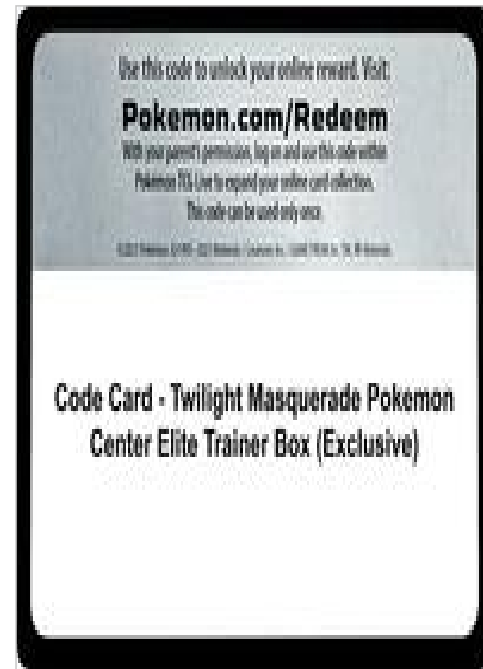 Use this code to unlock your online reward. Visit:
Pokemon.com/Redeem
With your parent's permission, log on and use this code within
Pokémon TCG Live to expand your online card collection.
This code can be used only once.
Code Card - Twilight Masquerade Pokemon
Center Elite Trainer Box (Exclusive)